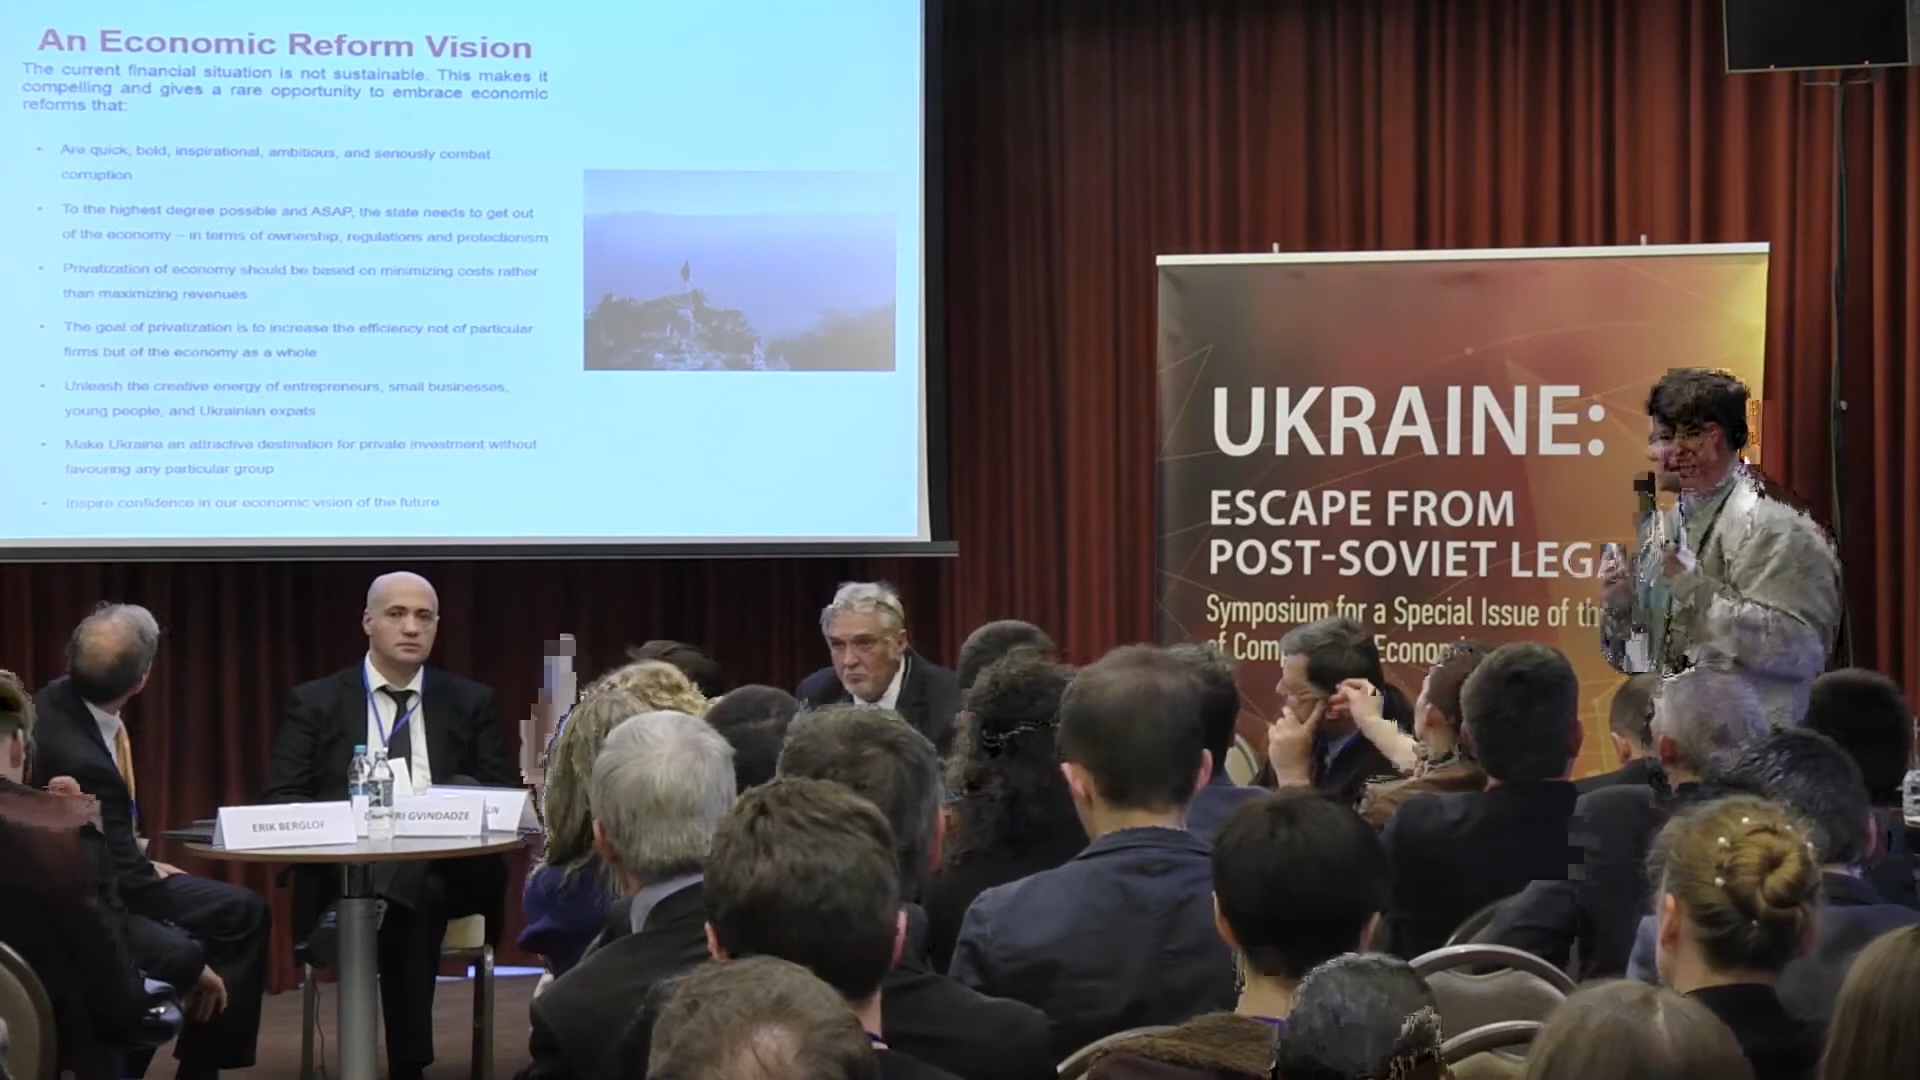 An Economic Reform Vision
The current financial situation is not sustainable. This makes it
compelling and gives a rare opportunity to embrace economic
reforms that:
• Are quick, bold, inspirational, ambitious, and seriously combat
corruption
• To the highest degree possible and ASAP, the state needs to get out
of the economy – in terms of ownership, regulations and protectionism
• Privatization of economy should be based on minimizing costs rather
than maximizing revenues
• The goal of privatization is to increase the efficiency not of particular
firms but of the economy as a whole
• Unleash the creative energy of entrepreneurs, small businesses,
young people, and Ukrainian expats
• Make Ukraine an attractive destination for private investment without
favouring any particular group
• Inspire confidence in our economic vision of the future
UKRAINE:
ESCAPE FROM
POST-SOVIET LEGA
Symposium for a Special Issue of th
of Com Econom
ERIK BERGLOF
RI GVINDADZE